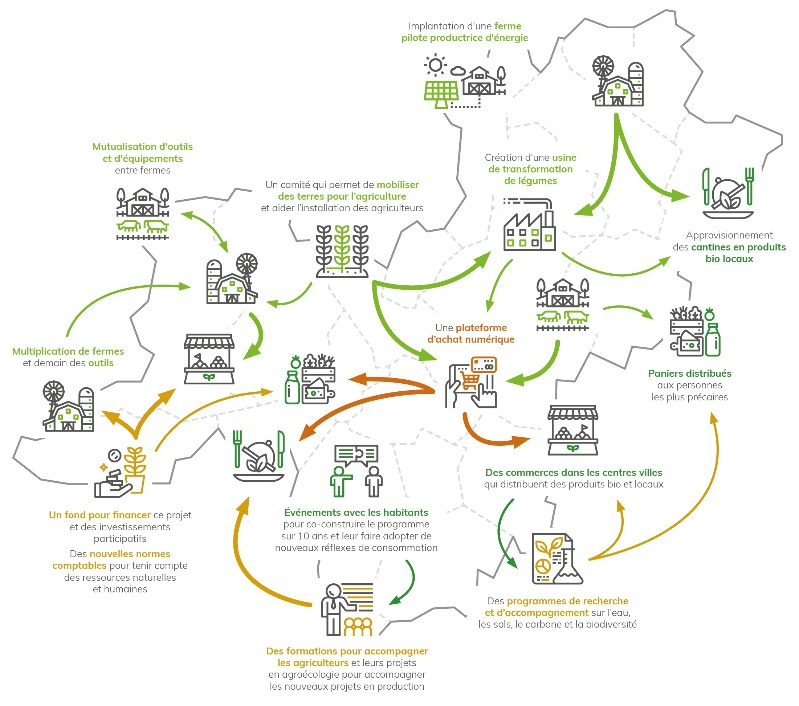 Implantation d'une ferme
pilote productrice d'énergie
Mutualisation d'outils
et d'équipements
entre fermes
Un comité qui permet de mobiliser
des terres pour l'agriculture
et aider l'installation des agriculteurs
Création d'une usine
de transformation
de légumes
Approvisionnement
des cantines en produits
bio locaux
Une plateforme
d'achat numérique
Multiplication de fermes
et demain des outils
Paniers distribués
aux personnes
les plus précaires
Des commerces dans les centres villes
qui distribuent des produits bio et locaux
Un fond pour financer ce projet
et des investissements
participatifs
Des nouvelles normes
comptables pour tenir compte
des ressources naturelles
et humaines
Événements avec les habitants
pour co-construire le programme
sur 10 ans et leur faire adopter de
nouveaux réflexes de consommation
Des programmes de recherche
et d'accompagnement sur l'eau,
les sols, le carbone et la biodiversité
Des formations pour accompagner
les agriculteurs et leurs projets
en agroécologie pour accompagner
les nouveaux projets en production